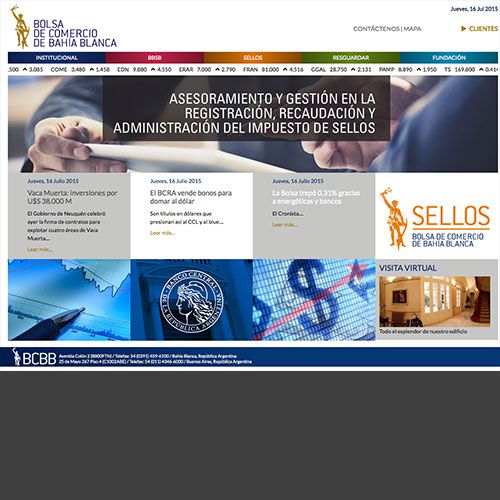 Jueves, 16 Jul 2015
BOLSA
DE COMERCIO
DE BAHÍA BLANCA
CONTÁCTENOS | MAPA
CLIENTES
INSTITUCIONAL
BBSB
SELLOS
RESGUARDAR
FUNDACIÓN
.500 3.085 COME 3.480 1.458 EDN 9.880 4.550 ERAR 7.000 2.790 FRAN 81.000 4.516 GGAL 28.750 2.131 PAMP 8.890 1.950 TS 169.800 0.414
ASESORAMIENTO Y GESTIÓN EN LA
REGISTRACIÓN, RECAUDACIÓN Y
ADMINISTRACIÓN DEL IMPUESTO DE SELLOS
Jueves, 16 Julio 2015
Vaca Muerta: Inversiones por
U$S 38.000 M
El Gobierno de Neuquén celebró
ayer la firma de contratos para
explotar cuatro áreas de Vaca
Muerta....
Leer más...
Jueves, 16 Julio 2015
El BCRA vende bonos para
domar al dólar
Son títulos en dólares que
presionan así al CCL y al blue...
Leer más...
Jueves, 16 Julio 2015
La Bolsa trepó 0,31% gracias
a energéticas y bancos
El Cronista....
Leer más...
SELLOS
BOLSA DE COMERCIO
DE BAHÍA BLANCA
BANCO CENTRAL
DE LA REPUBLICA ARGENTINA
VISITA VIRTUAL
Todo el esplendor de nuestro edificio
BCBB
Avenida Colón 2 (8800FTN) / Telefax: 54 (0291) 459-6100 / Bahía Blanca, República Argentina
25 de Mayo 267 Piso 4 (C1002ABE) / Telefax: 54 (011) 4346-6000 / Buenos Aires, República Argentina